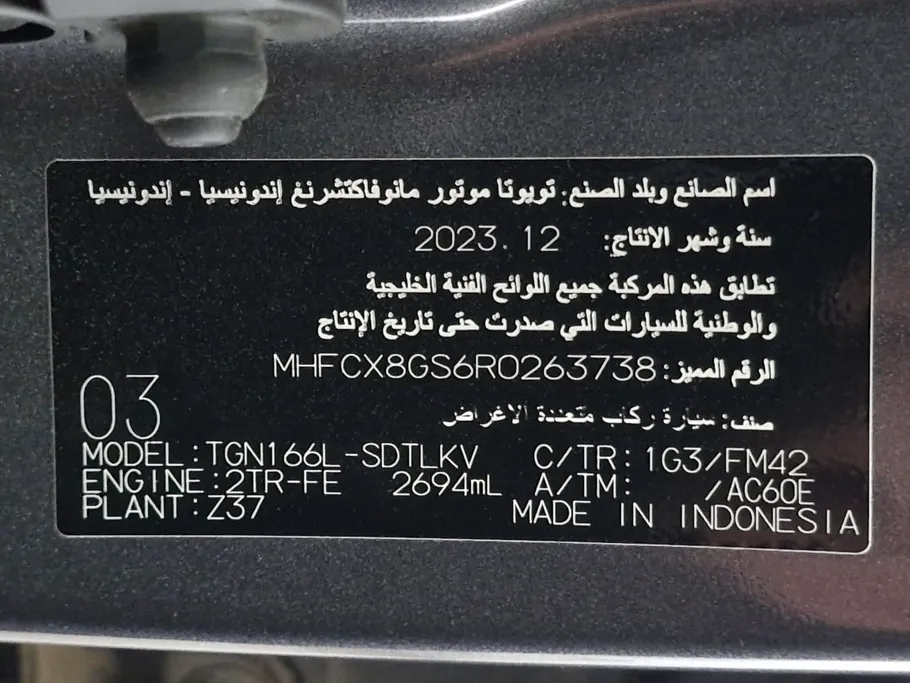 اسم الصانع وبلد الصنع: تويوتا موتور مانوفاكتشرنغ إندونيسيا - إندونيسيا
سنة وشهر الانتاج: 2023.12
تطابق هذه المركبة جميع اللوائح الفنية الخليجية
والوطنية للسيارات التي صدرت حتى تاريخ الإنتاج
الرقم المميز: MHFCX8GS6R0263738
صنف: سيارة ركاب متعددة الاغراض
03
MODEL:TGN166L-SDTLKV C/TR:1G3/FM42
ENGINE:2TR-FE 2694mL A/TM: /AC60E
PLANT:Z37 MADE IN INDONESIA